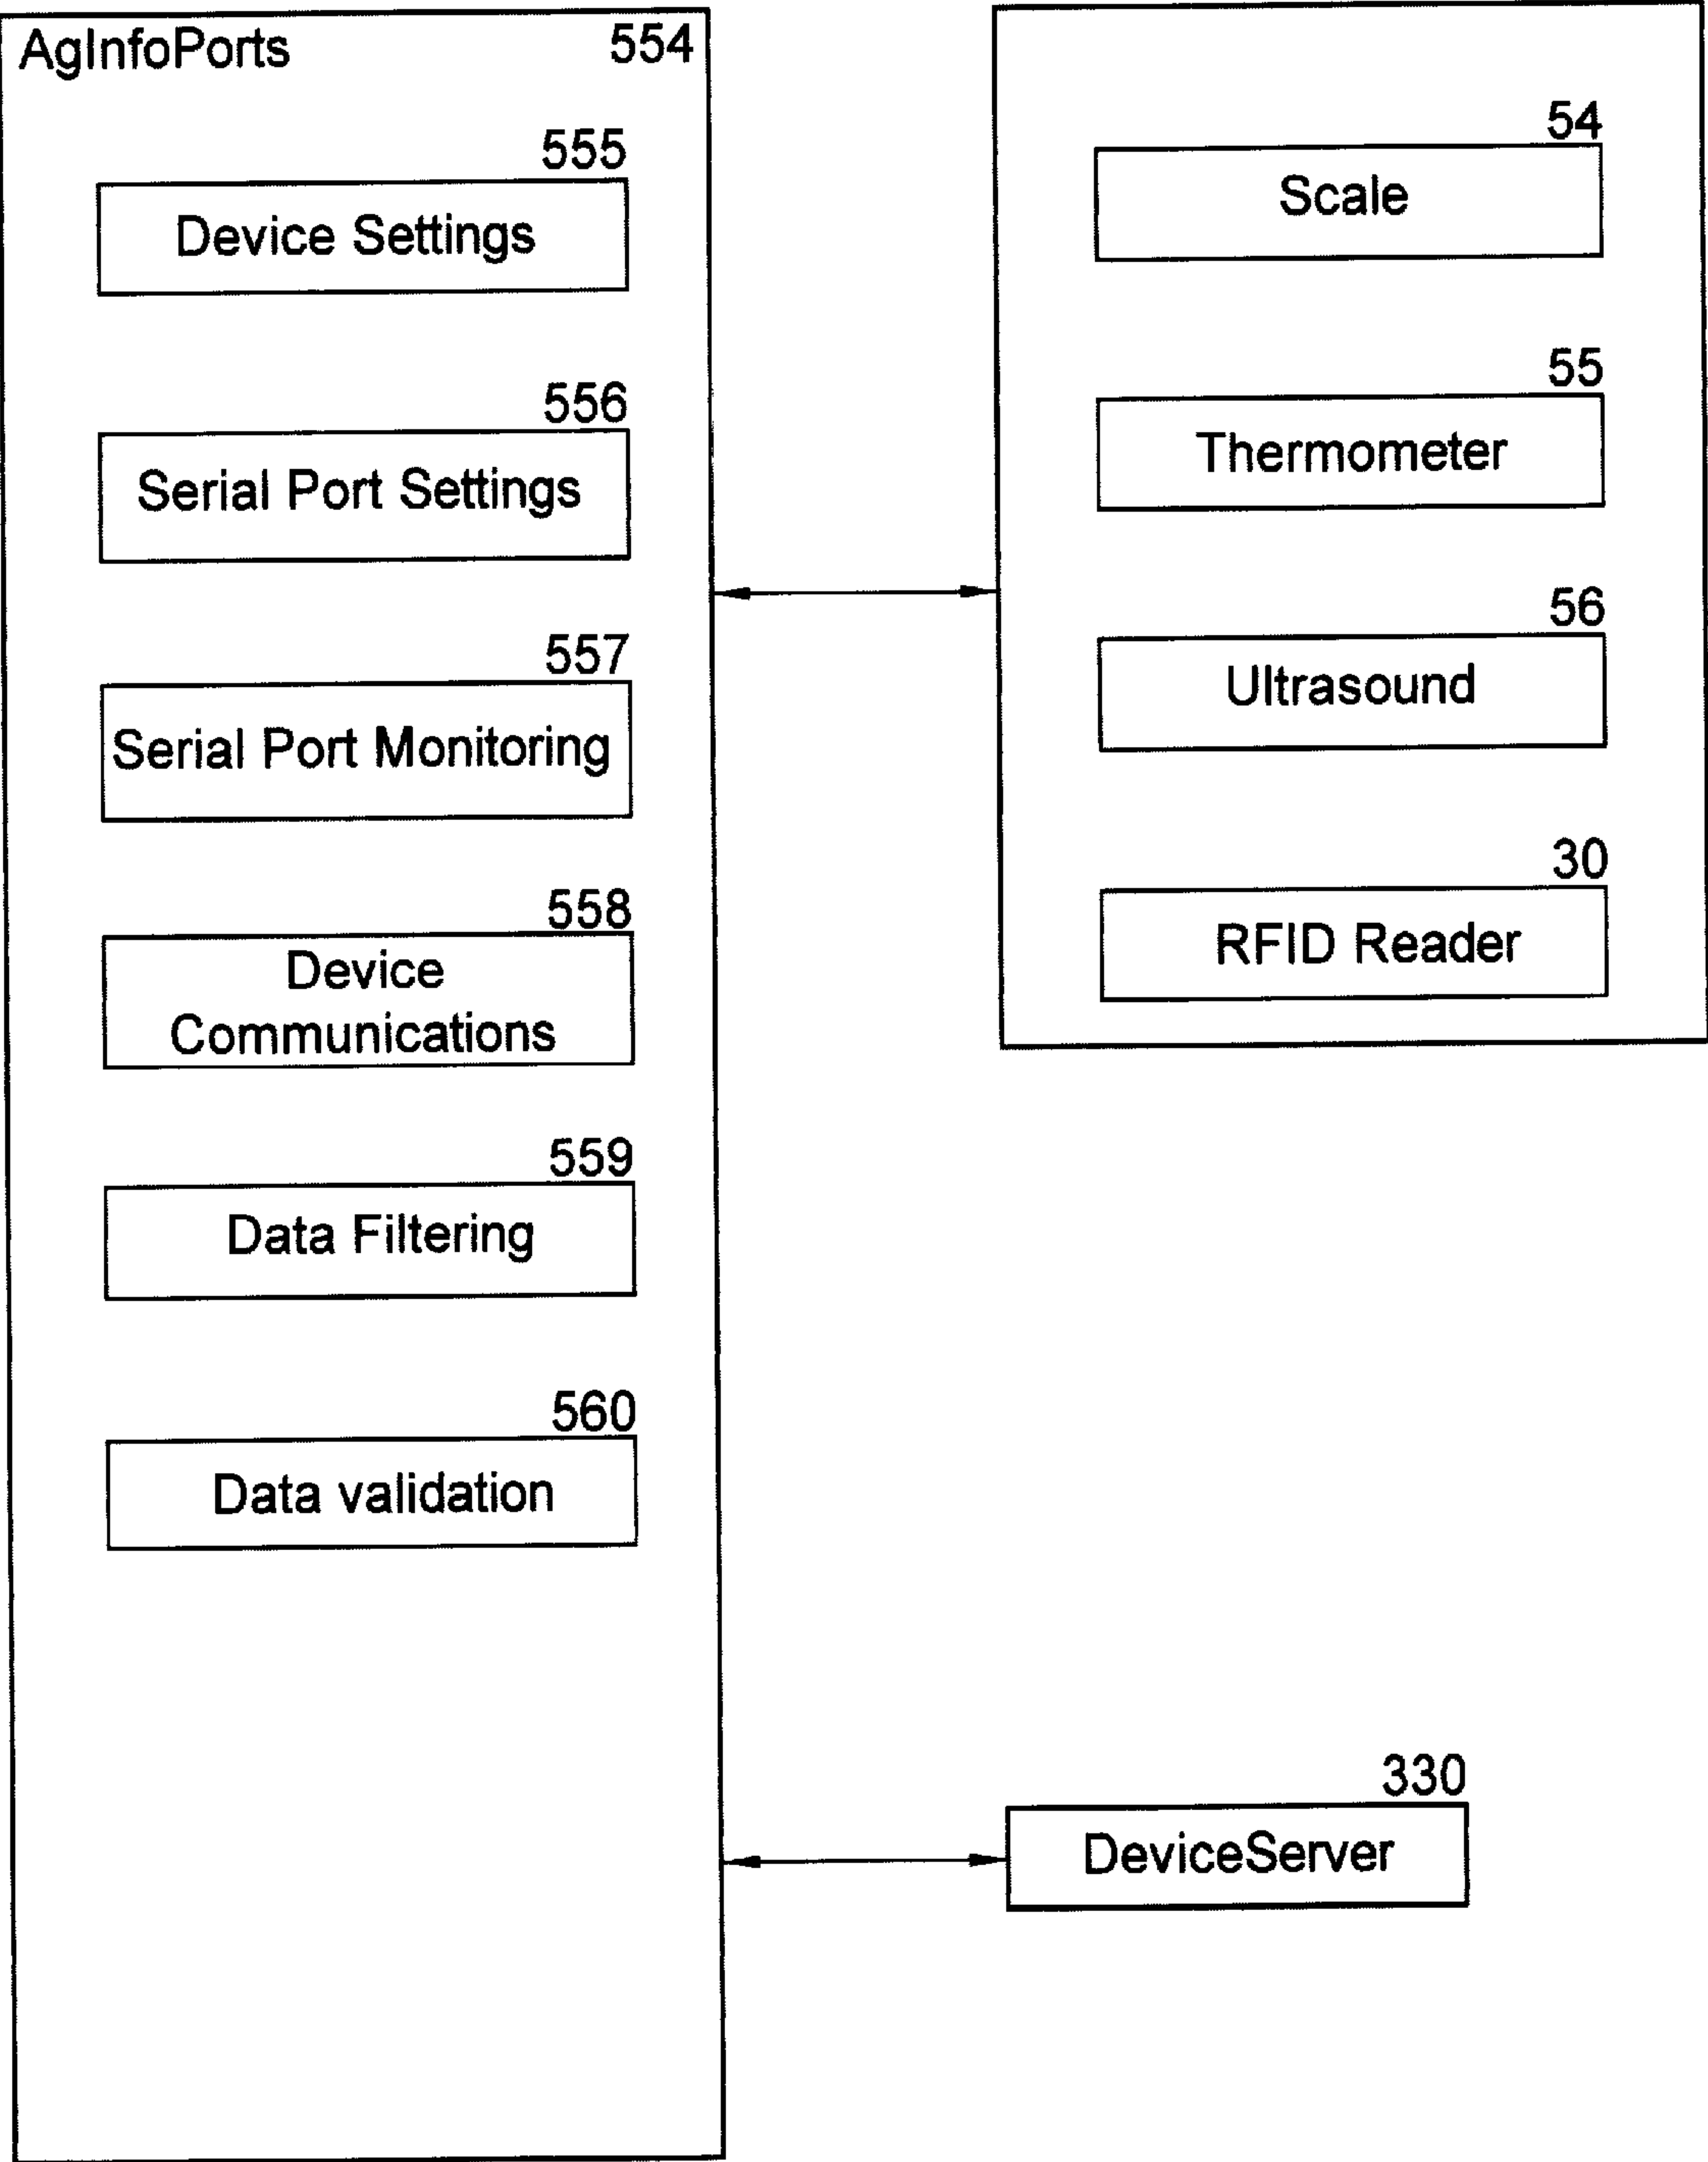 AgInfoPorts 554
555
Device Settings
556
Serial Port Settings
557
Serial Port Monitoring
558
Device
Communications
559
Data Filtering
560
Data validation
54
Scale
55
Thermometer
56
Ultrasound
30
RFID Reader
330
DeviceServer